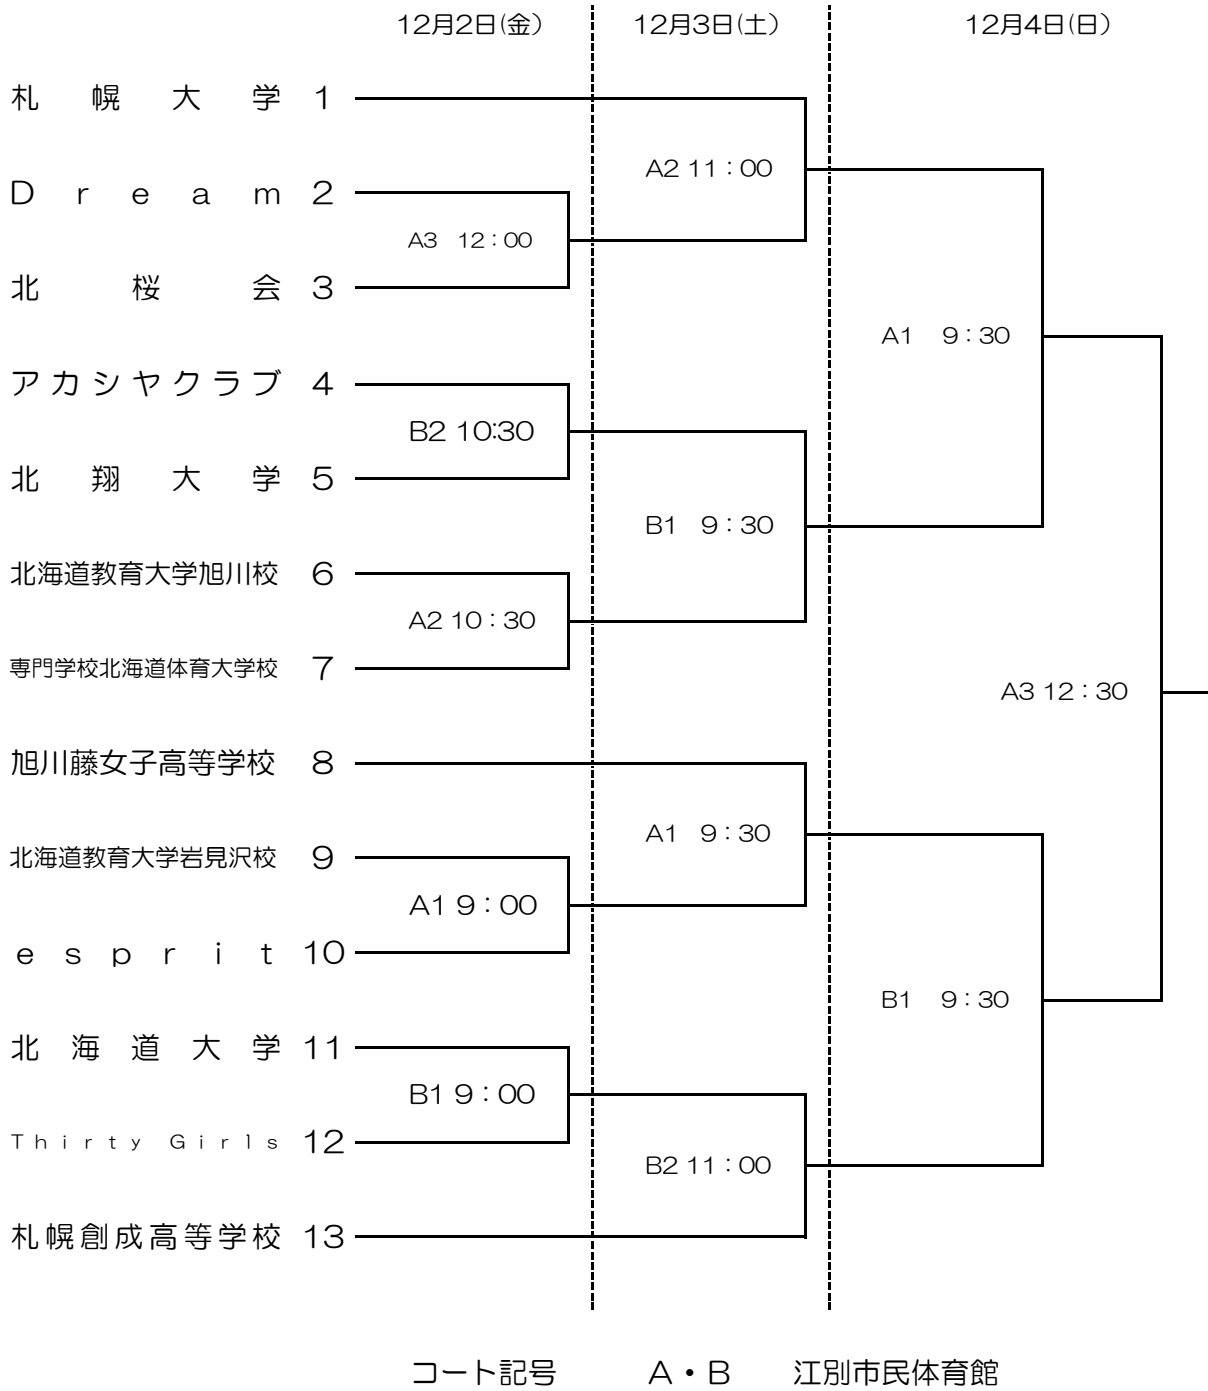 12月2日(金) 12月3日(土) 12月4日(日)
札幌大学 1
A2 11：00
Dream 2
A3 12：00
北桜会 3
A1 9：30
アカシヤクラブ 4
B2 10:30
北翔大学 5
B1 9：30
北海道教育大学旭川校 6
A2 10：30
専門学校北海道体育大学校 7
A3 12：30
旭川藤女子高等学校 8
A1 9：30
北海道教育大学岩見沢校 9
A1 9：00
esprit 10
B1 9：30
北海道大学 11
B1 9：00
Thirty Girls 12
B2 11：00
札幌創成高等学校 13
コート記号 A・B 江別市民体育館